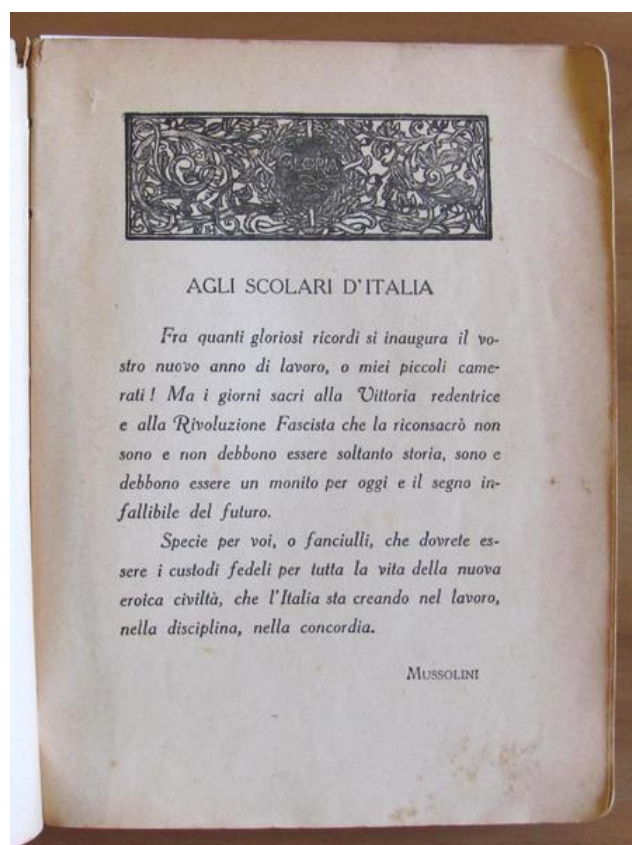 GLORIA
AGLI SCOLARI D'ITALIA
Fra quanti gloriosi ricordi si inaugura il vo-
stro nuovo anno di lavoro, o miei piccoli came-
rati! Ma i giorni sacri alla Vittoria redentrice
e alla Rivoluzione Fascista che la riconsacrò non
sono e non debbono essere soltanto storia, sono e
debbono essere un monito per oggi e il segno in-
fallibile del futuro.
Specie per voi, o fanciulli, che dovrete es-
sere i custodi fedeli per tutta la vita della nuova
eroica civiltà, che l'Italia sta creando nel lavoro,
nella disciplina, nella concordia.
MUSSOLINI